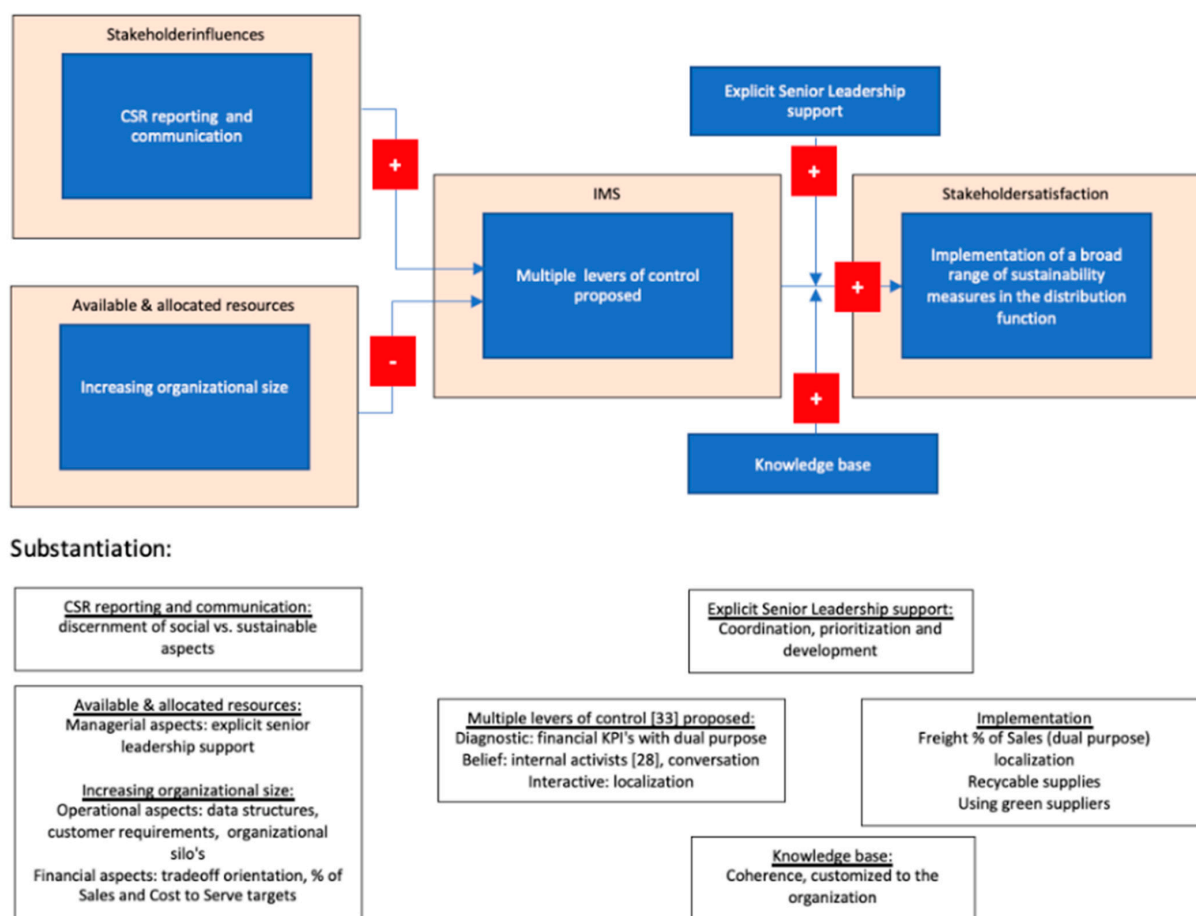 Stakeholderinfluences
CSR reporting and
communication
+
Available & allocated resources
Increasing organizational size
-
IMS
Multiple levers of control
proposed
Explicit Senior Leadership
support
+
+
Stakeholdersatisfaction
Implementation of a broad
range of sustainability
measures in the distribution
function
+
Knowledge base
Substantiation:
CSR reporting and communication:
discernment of social vs. sustainable
aspects
Available & allocated resources:
Managerial aspects: explicit senior
leadership support
Increasing organizational size:
Operational aspects: data structures,
customer requirements, organizational
silo's
Financial aspects: tradeoff orientation, % of
Sales and Cost to Serve targets
Explicit Senior Leadership support:
Coordination, prioritization and
development
Multiple levers of control [33] proposed:
Diagnostic: financial KPI's with dual purpose
Belief: internal activists [28], conversation
Interactive: localization
Implementation
Freight % of Sales (dual purpose)
localization
Recycable supplies
Using green suppliers
Knowledge base:
Coherence, customized to the
organization